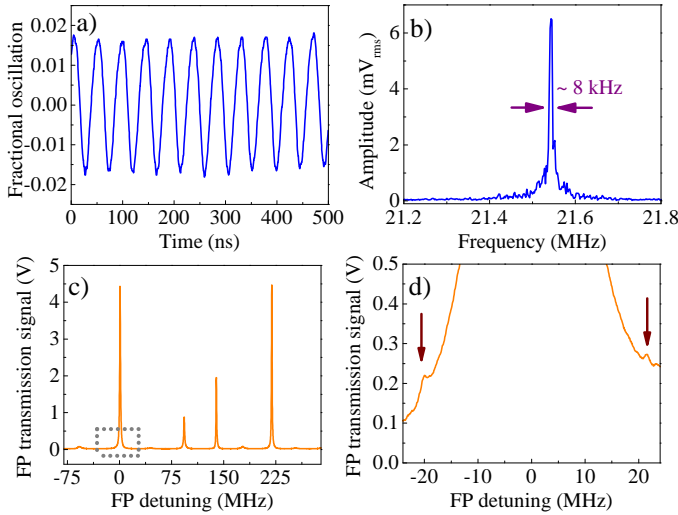 a)
Fractional oscillation
0.02
0.01
0.00
-0.01
-0.02
0 100 200 300 400 500
Time (ns)
b)
Amplitude (mV rms)
6
4
2
0
~ 8 kHz
21.2 21.4 21.6 21.8
Frequency (MHz)
c)
FP transmission signal (V)
5
4
3
2
1
0
-75 0 75 150 225
FP detuning (MHz)
d)
FP transmission signal (V)
0.5
0.4
0.3
0.2
0.1
0.0
-20 -10 0 10 20
FP detuning (MHz)